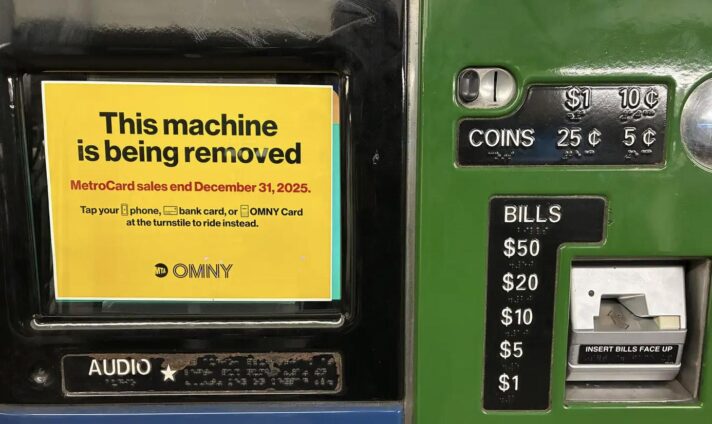 This machine
is being removed
MetroCard sales end December 31, 2025.
Tap your phone, bank card, or OMNY Card
at the turnstile to ride instead.
MTA OMNY
AUDIO
$1 10¢
COINS 25¢ 5¢
BILLS
$50
$20
$10
$5
$1
INSERT BILLS FACE UP